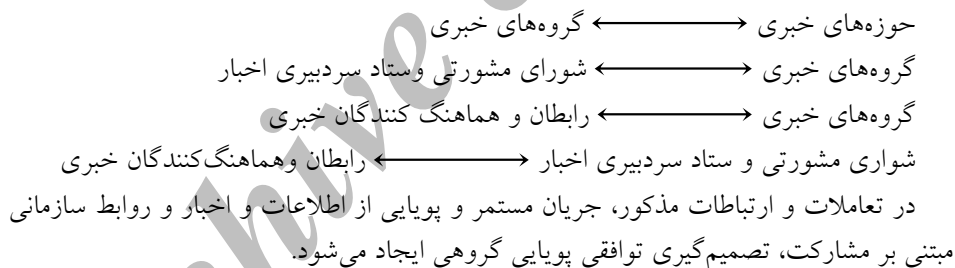 حوزه‌های خبری ⟷ گروه‌های خبری
گروه‌های خبری ⟷ شورای مشورتی وستاد سردبیری اخبار
گروه‌های خبری ⟷ رابطان و هماهنگ کنندگان خبری
شواری مشورتی و ستاد سردبیری اخبار ⟷ رابطان وهماهنگ‌کنندگان خبری
در تعاملات و ارتباطات مذکور، جریان مستمر و پویایی از اطلاعات و اخبار و روابط سازمانی
مبتنی بر مشارکت، تصمیم‌گیری توافقی پویایی گروهی ایجاد می‌شود.